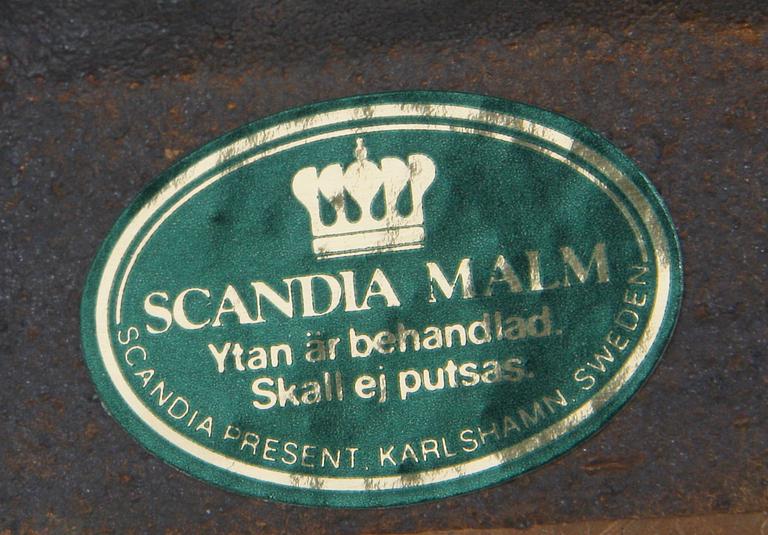 SCANDIA MALM
Ytan är behandlad.
Skall ej putsas.
SCANDIA PRESENT. KARLSHAMN. SWEDEN